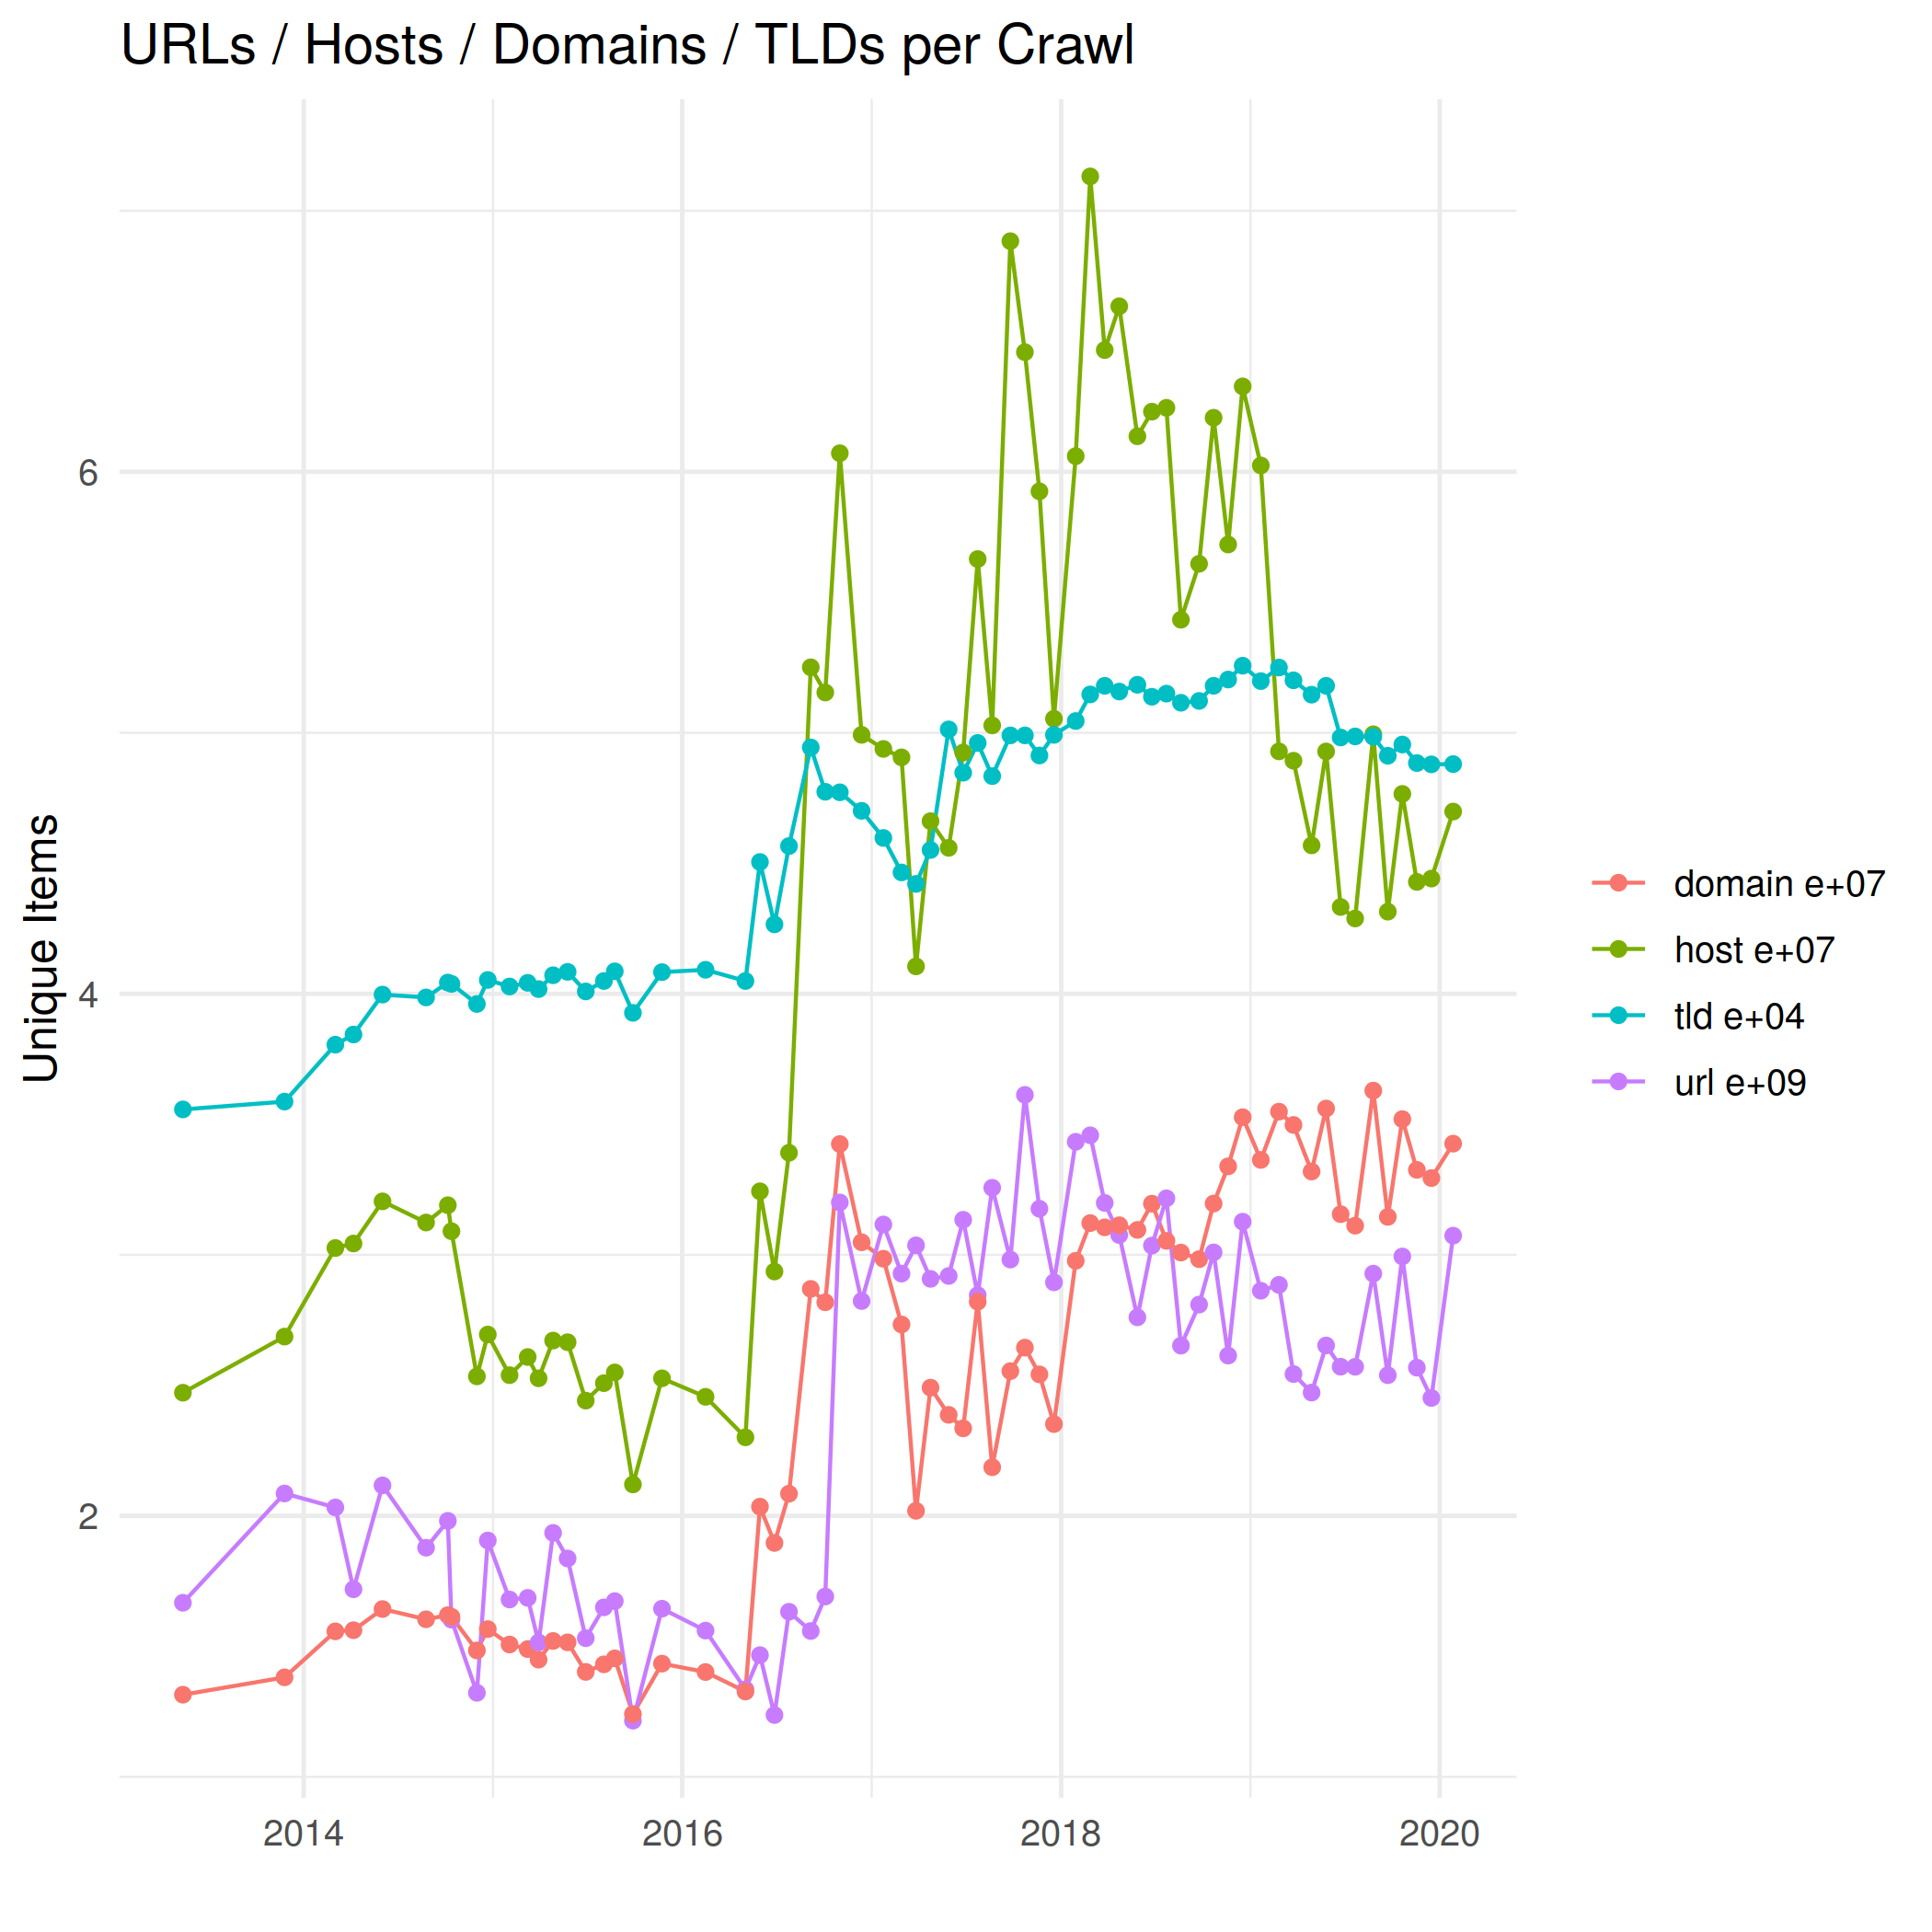 URLs / Hosts / Domains / TLDs per Crawl
Unique Items
6
4
2
2014
2016
2018
2020
domain e+07
host e+07
tld e+04
url e+09